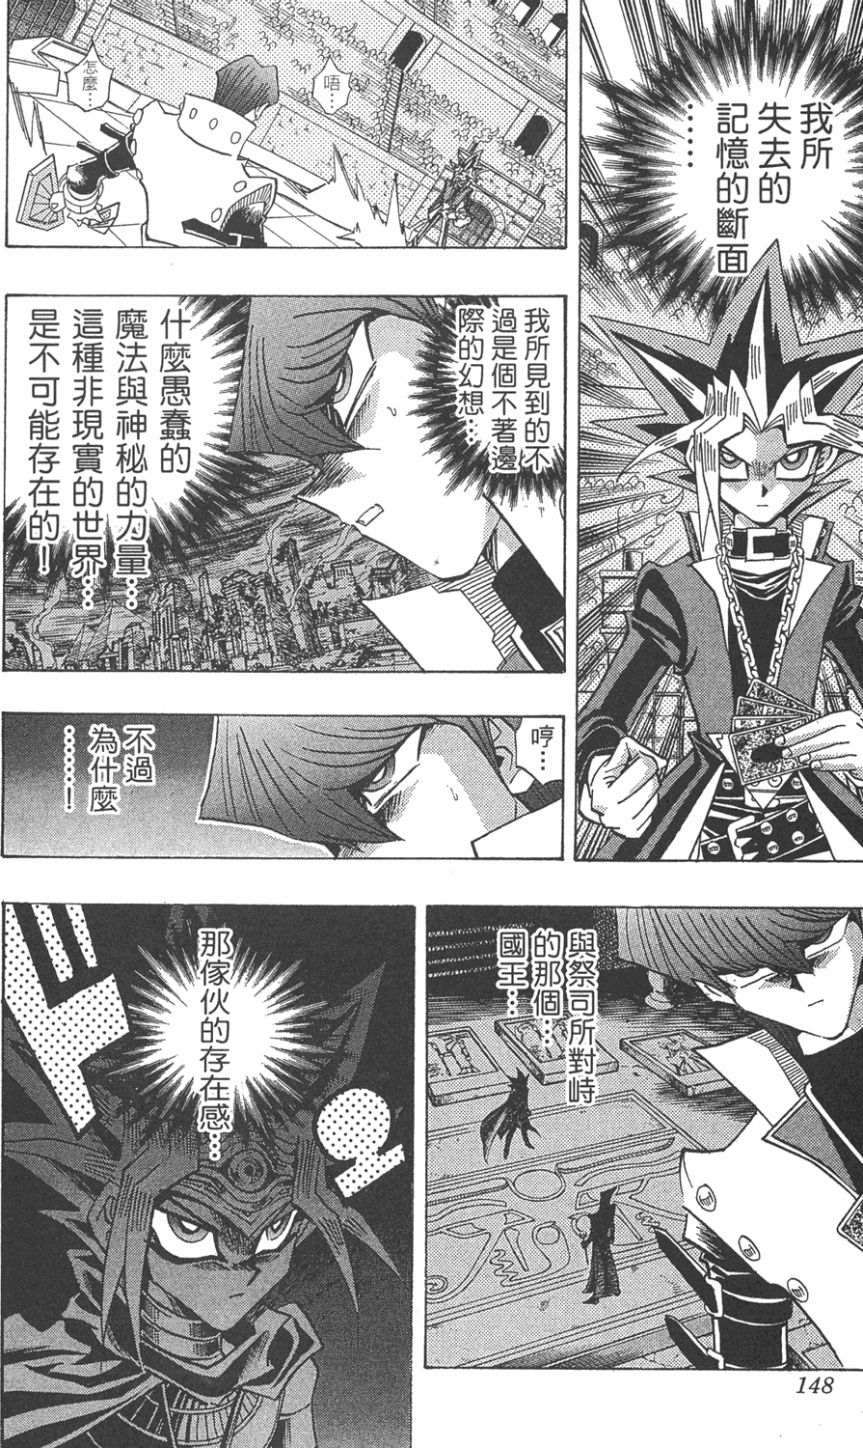 我所
失去的
記憶的斷面
……
唔…
怎麼…
我所見到的不
過是個不著邊
際的幻想…
什麼愚蠢的
魔法與神秘的力量…
這種非現實的世界…
是不可能存在的！
哼…
不過
為什麼
……！
與祭司所對峙
的那個…
國王…
那傢伙的存在感…
148